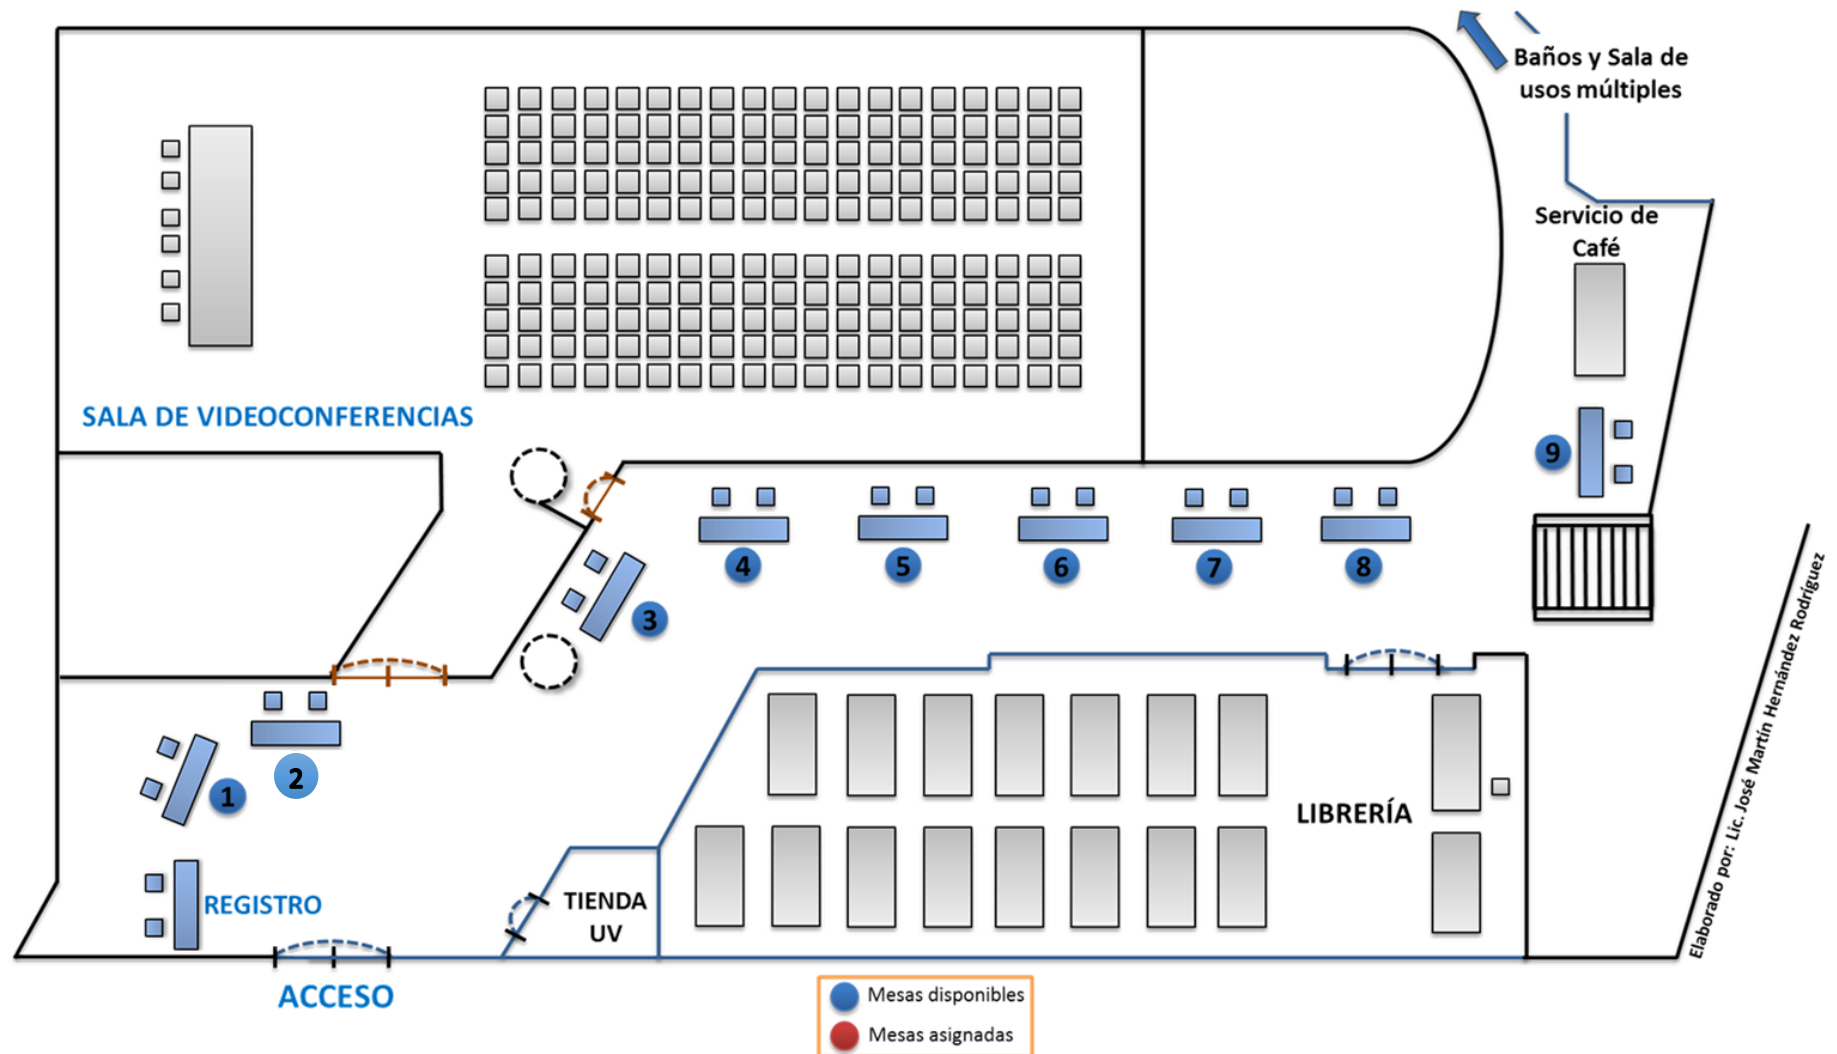 Baños y Sala de
usos múltiples
Servicio de
Café
SALA DE VIDEOCONFERENCIAS
9
4
5
6
7
8
3
2
1
LIBRERÍA
REGISTRO
TIENDA
UV
ACCESO
Mesas disponibles
Mesas asignadas
Elaborado por: Lic. José Martín Hernández Rodríguez